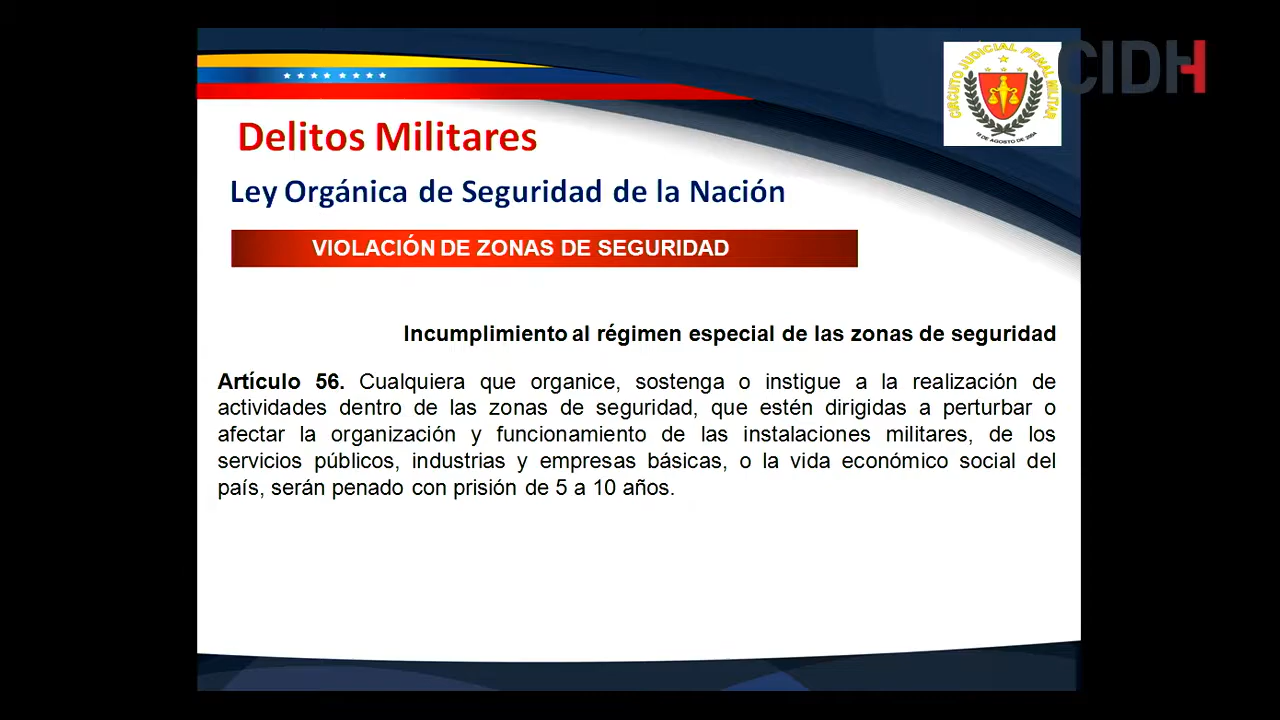 CIDH
CIRCUITO JUDICIAL PENAL MILITAR
Delitos Militares
Ley Orgánica de Seguridad de la Nación
VIOLACIÓN DE ZONAS DE SEGURIDAD
Incumplimiento al régimen especial de las zonas de seguridad
Artículo 56. Cualquiera que organice, sostenga o instigue a la realización de
actividades dentro de las zonas de seguridad, que estén dirigidas a perturbar o
afectar la organización y funcionamiento de las instalaciones militares, de los
servicios públicos, industrias y empresas básicas, o la vida económico social del
país, serán penado con prisión de 5 a 10 años.